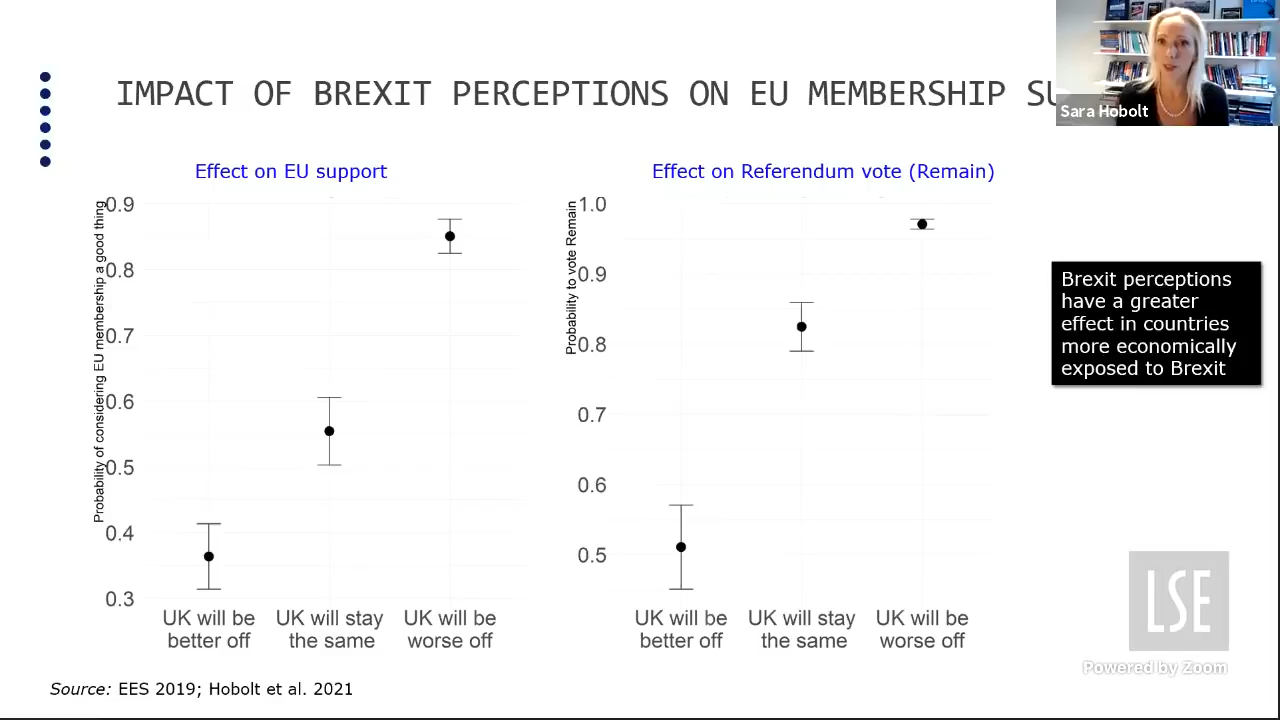 IMPACT OF BREXIT PERCEPTIONS ON EU MEMBERSHIP
Sara Hobolt
Effect on EU support
Probability of considering EU membership a good thing
0.9
0.8
0.7
0.6
0.5
0.4
0.3
UK will be better off
UK will stay the same
UK will be worse off
Effect on Referendum vote (Remain)
Probability to vote Remain
1.0
0.9
0.8
0.7
0.6
0.5
UK will be better off
UK will stay the same
UK will be worse off
Brexit perceptions
have a greater
effect in countries
more economically
exposed to Brexit
LSE
Powered by Zoom
Source: EES 2019; Hobolt et al. 2021